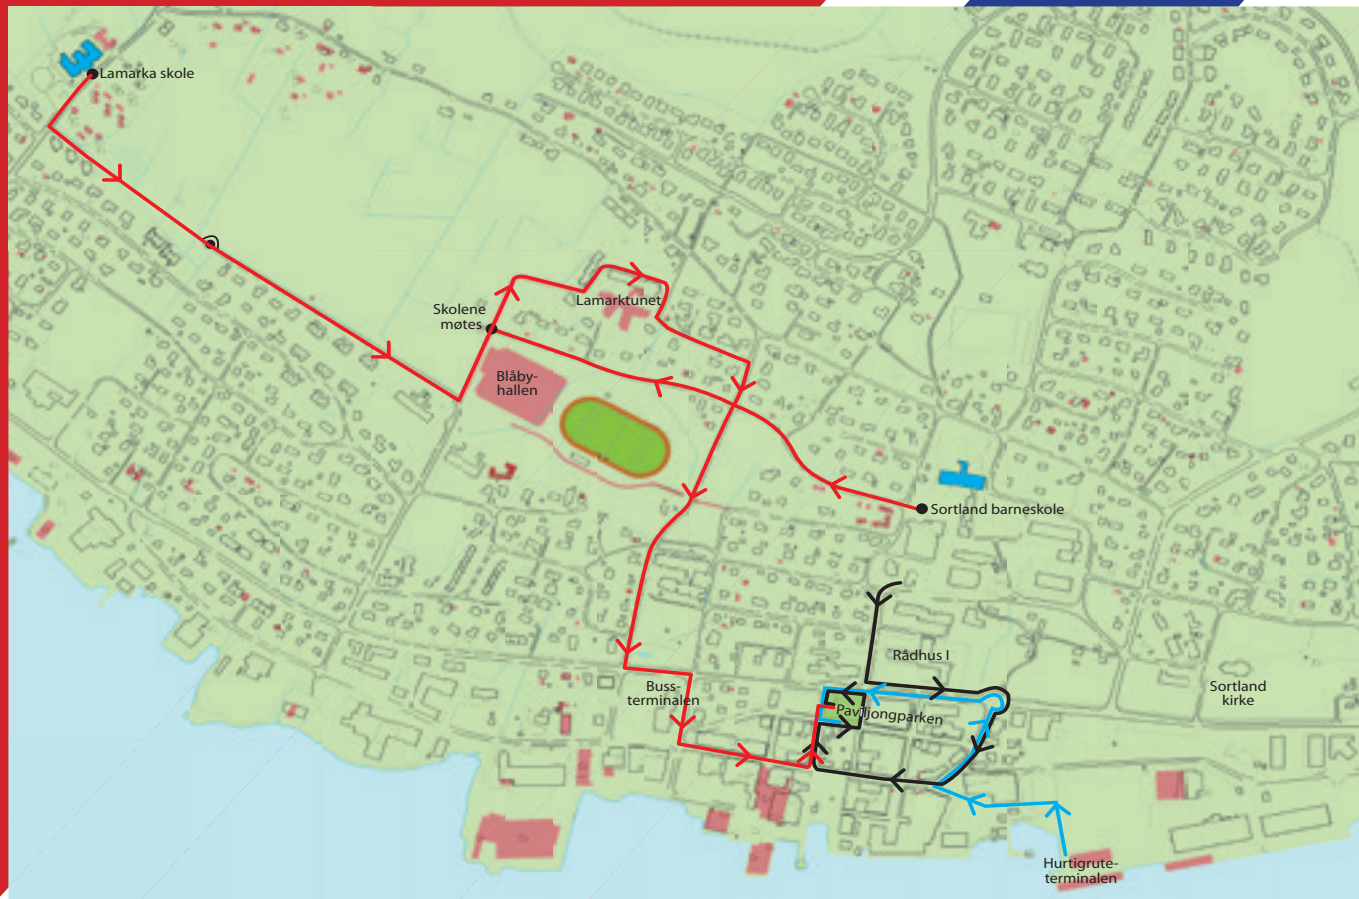 Lamarka skole
Skolene
møtes
Lamarktunet
Blåby-
hallen
Sortland barneskole
Rådhus I
Buss-
terminalen
Paviljongparken
Sortland
kirke
Hurtigrute-
terminalen